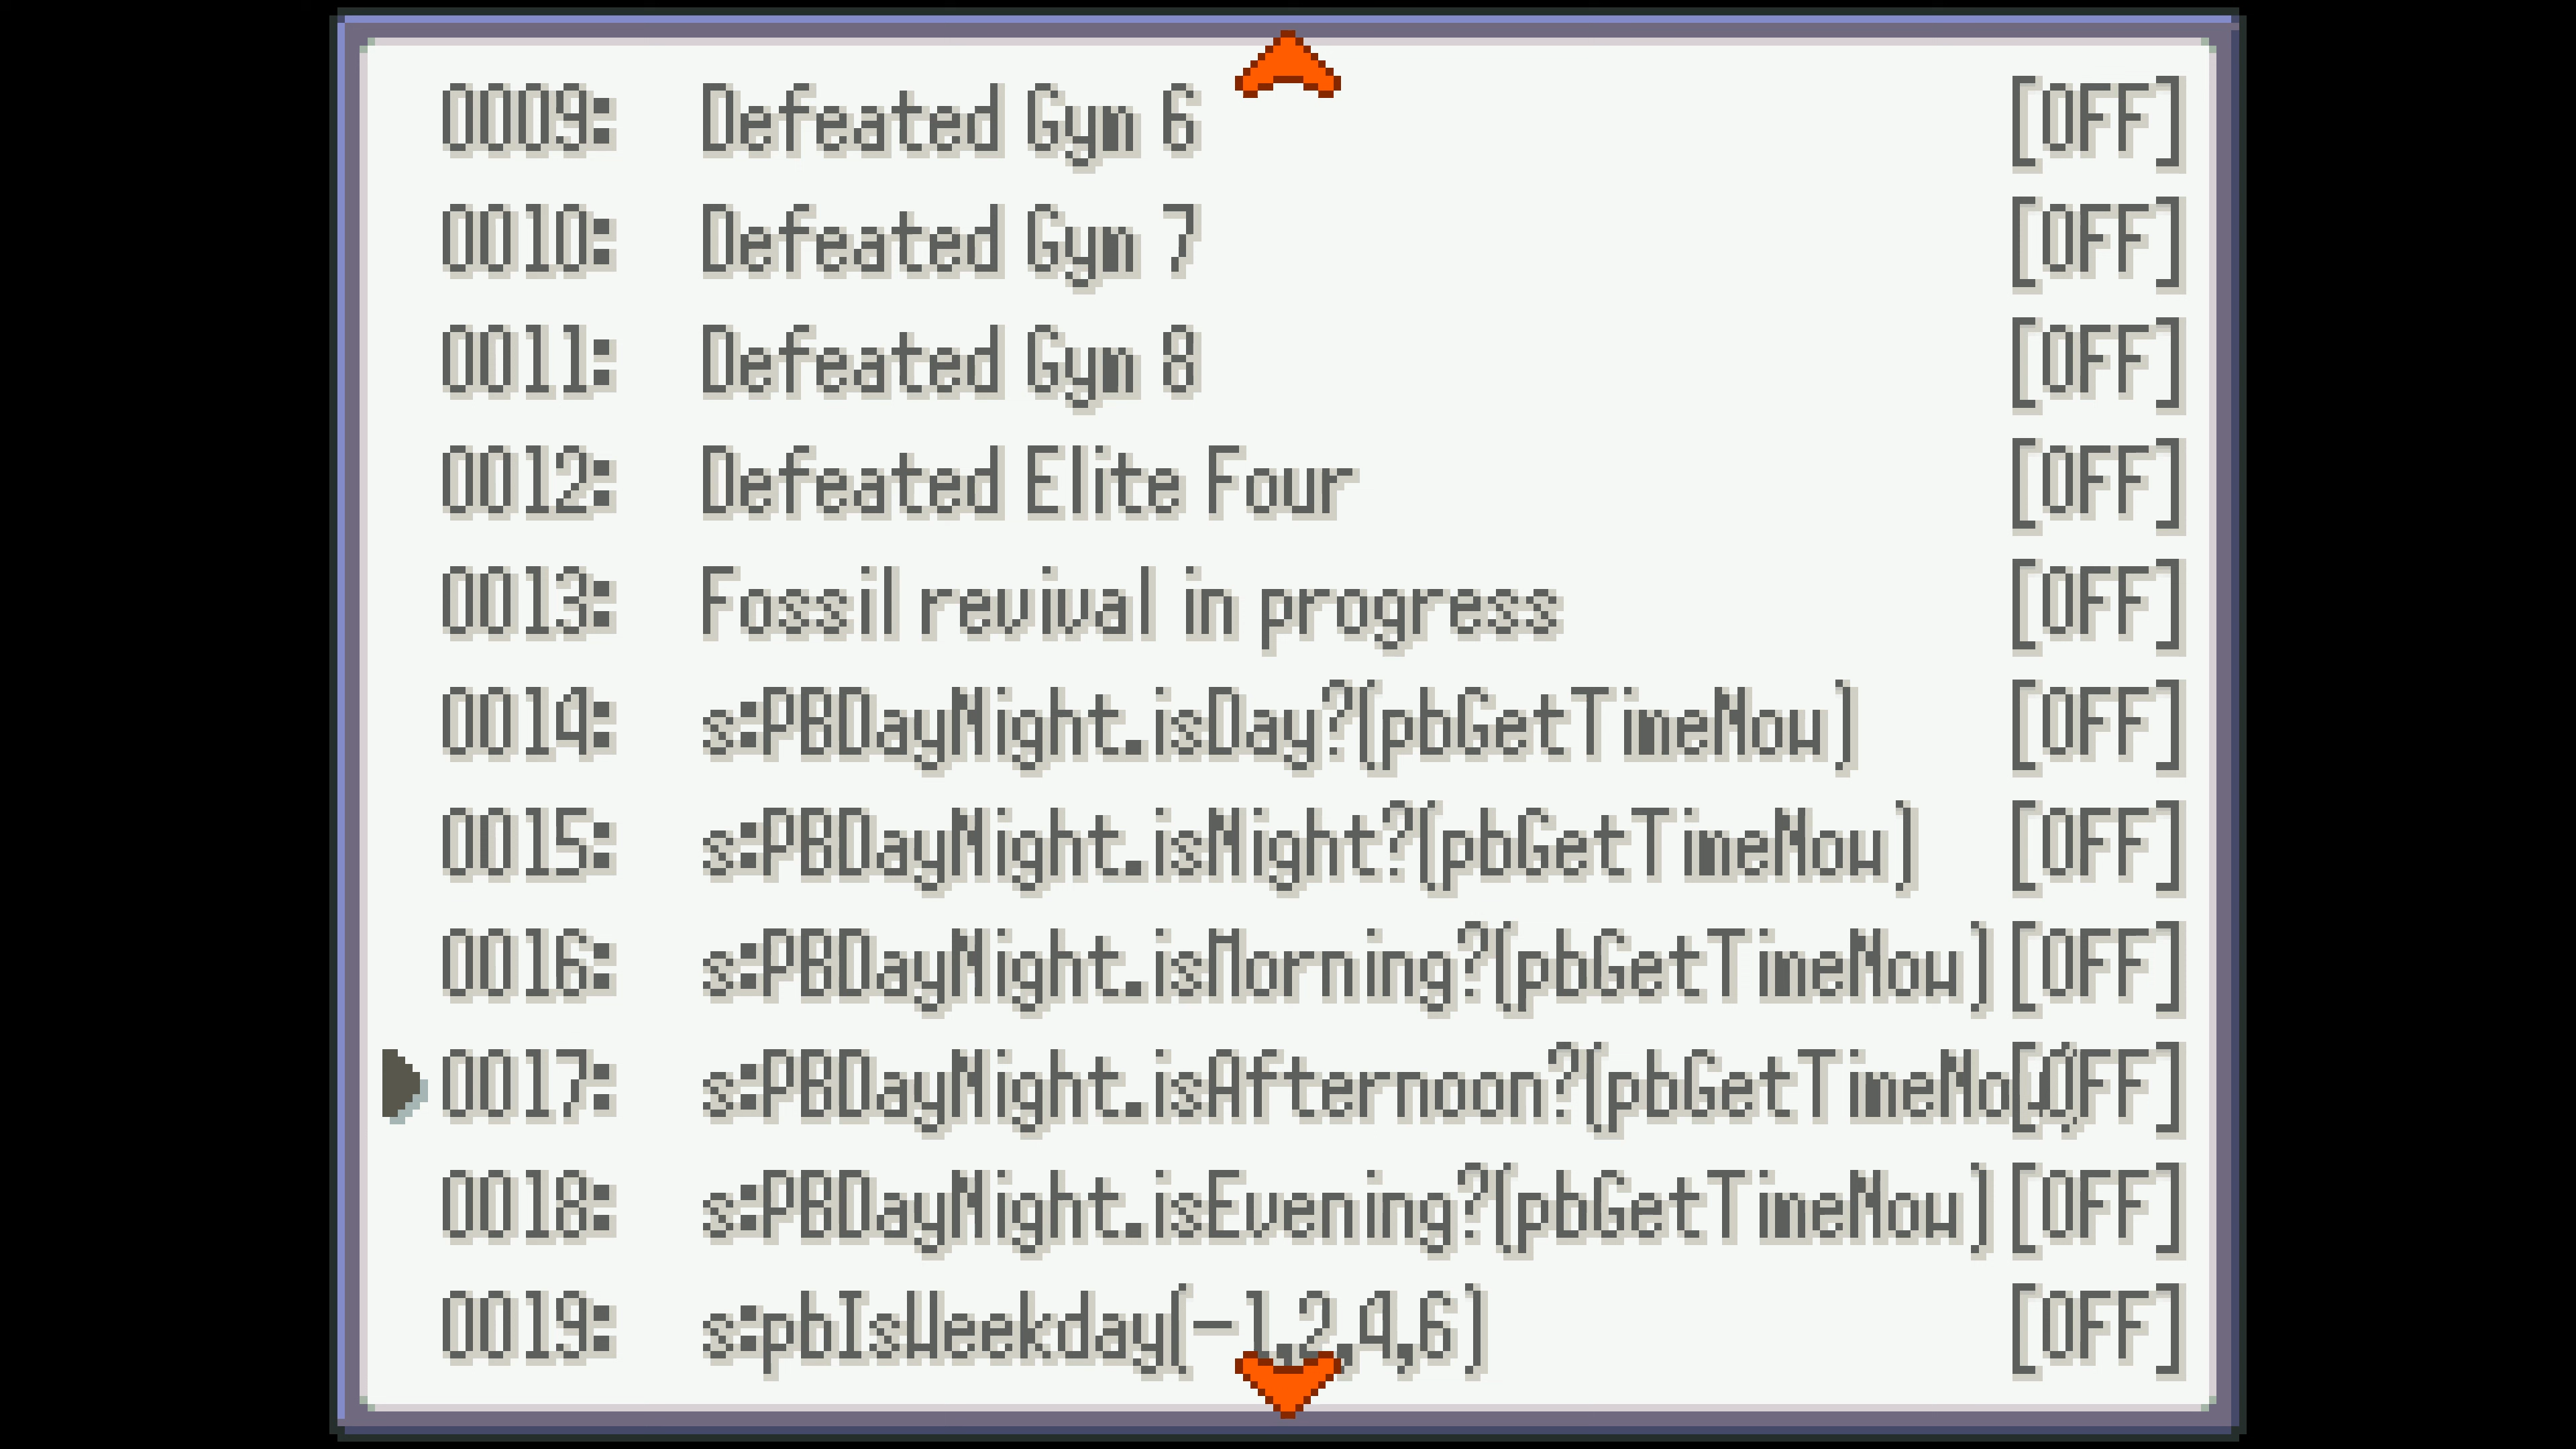 0009: Defeated Gym 6 [OFF]
0010: Defeated Gym 7 [OFF]
0011: Defeated Gym 8 [OFF]
0012: Defeated Elite Four [OFF]
0013: Fossil revival in progress [OFF]
0014: s:PBDayNight.isDay?(pbGetTimeNow) [OFF]
0015: s:PBDayNight.isNight?(pbGetTimeNow) [OFF]
0016: s:PBDayNight.isMorning?(pbGetTimeNow) [OFF]
0017: s:PBDayNight.isAfternoon?(pbGetTimeNow) [OFF]
0018: s:PBDayNight.isEvening?(pbGetTimeNow) [OFF]
0019: s:pbIsWeekday(-1,2,4,6) [OFF]